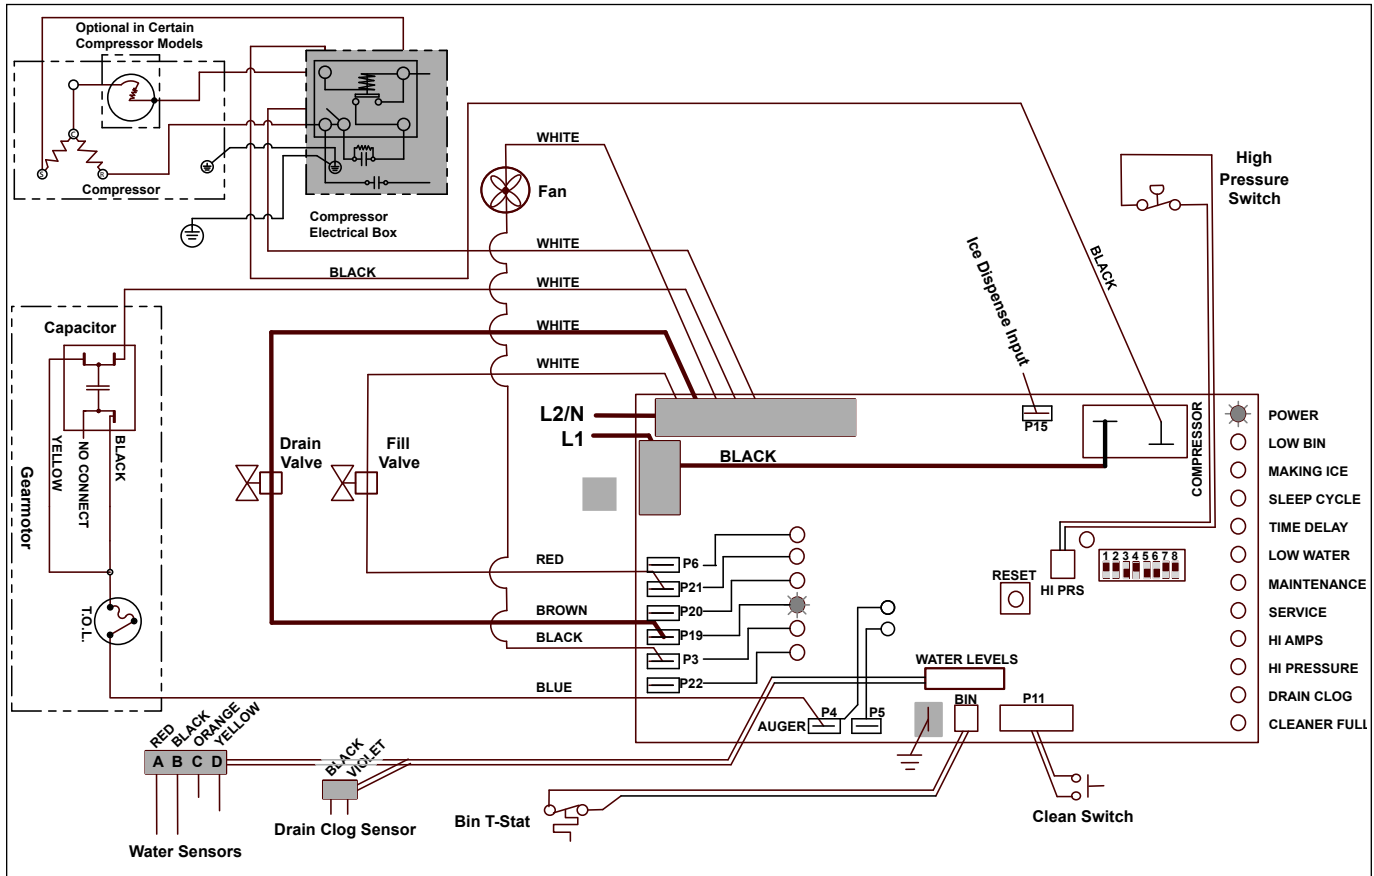 Optional in Certain
Compressor Models
C
S
R
Compressor
Compressor
Electrical Box
WHITE
Fan
WHITE
BLACK
WHITE
WHITE
WHITE
BLACK
High
Pressure
Switch
Ice Dispense Input
Capacitor
YELLOW
NO CONNECT
BLACK
Gearmotor
T.O.L.
Drain
Valve
Fill
Valve
L2/N
L1
BLACK
P15
COMPRESSOR
POWER
LOW BIN
MAKING ICE
SLEEP CYCLE
TIME DELAY
LOW WATER
MAINTENANCE
SERVICE
HI AMPS
HI PRESSURE
DRAIN CLOG
CLEANER FULL
RED
BROWN
BLACK
BLUE
P6
P21
P20
P19
P3
P22
RESET
HI PRS
1 2 3 4 5 6 7 8
WATER LEVELS
BIN
P11
AUGER
P4
P5
RED
BLACK
ORANGE
YELLOW
A B C D
Water Sensors
BLACK
VIOLET
Drain Clog Sensor
Bin T-Stat
Clean Switch